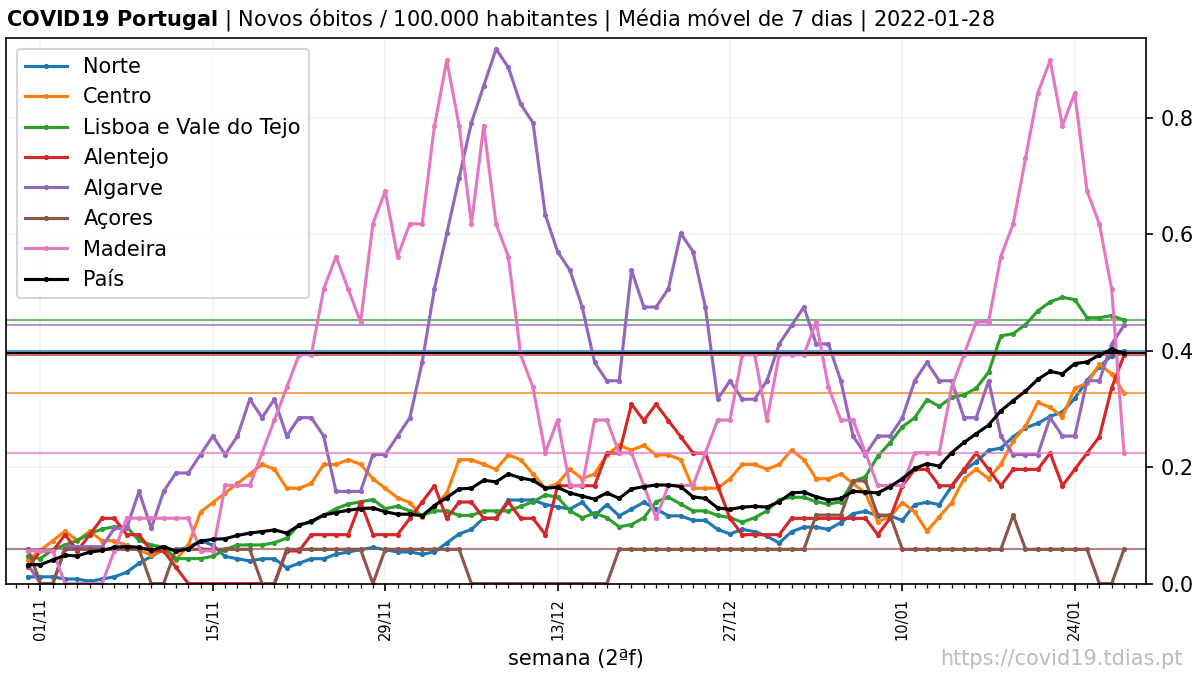 COVID19 Portugal | Novos óbitos / 100.000 habitantes | Média móvel de 7 dias | 2022-01-28
Norte
Centro
Lisboa e Vale do Tejo
Alentejo
Algarve
Açores
Madeira
País
0.8
0.6
0.4
0.2
0.0
01/11
15/11
29/11
13/12
27/12
10/01
24/01
semana (2ªf)
https://covid19.tdias.pt